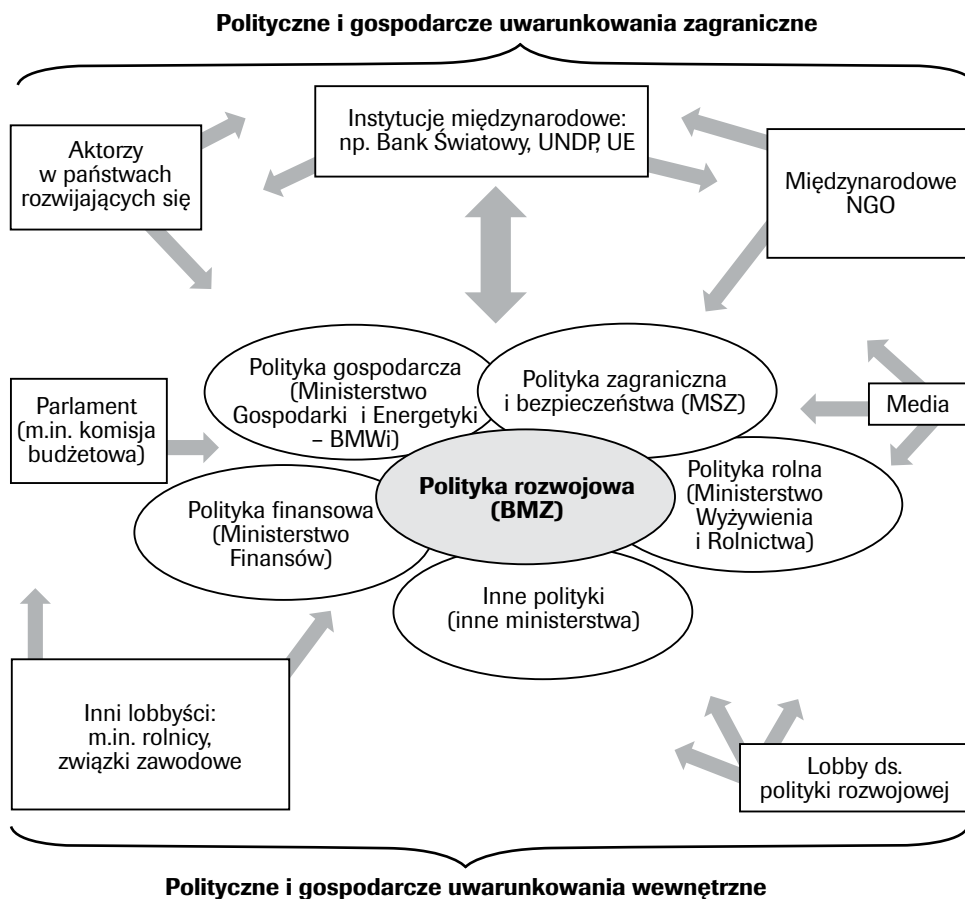 Polityczne i gospodarcze uwarunkowania zagraniczne
Instytucje międzynarodowe:
np. Bank Światowy, UNDP, UE
Aktorzy
w państwach
rozwijających się
Międzynarodowe
NGO
Polityka gospodarcza
(Ministerstwo
Gospodarki i Energetyki
– BMWi)
Polityka zagraniczna
i bezpieczeństwa (MSZ)
Parlament
(m.in. komisja
budżetowa)
Media
Polityka rozwojowa
(BMZ)
Polityka finansowa
(Ministerstwo
Finansów)
Polityka rolna
(Ministerstwo
Wyżywienia
i Rolnictwa)
Inne polityki
(inne ministerstwa)
Inni lobbyści:
m.in. rolnicy,
związki zawodowe
Lobby ds.
polityki rozwojowej
Polityczne i gospodarcze uwarunkowania wewnętrzne